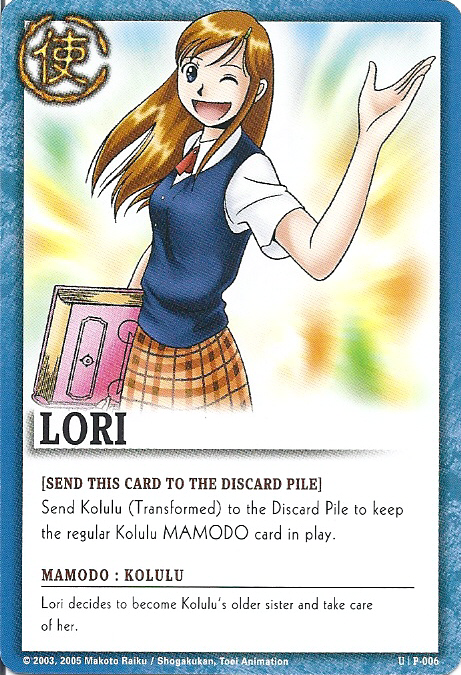 使
LORI
[SEND THIS CARD TO THE DISCARD PILE]
Send Kolulu (Transformed) to the Discard Pile to keep
the regular Kolulu MAMODO card in play.
MAMODO : KOLULU
Lori decides to become Kolulu's older sister and take care
of her.
© 2003, 2005 Makoto Raiku / Shogakukan, Toei Animation
U | P-006